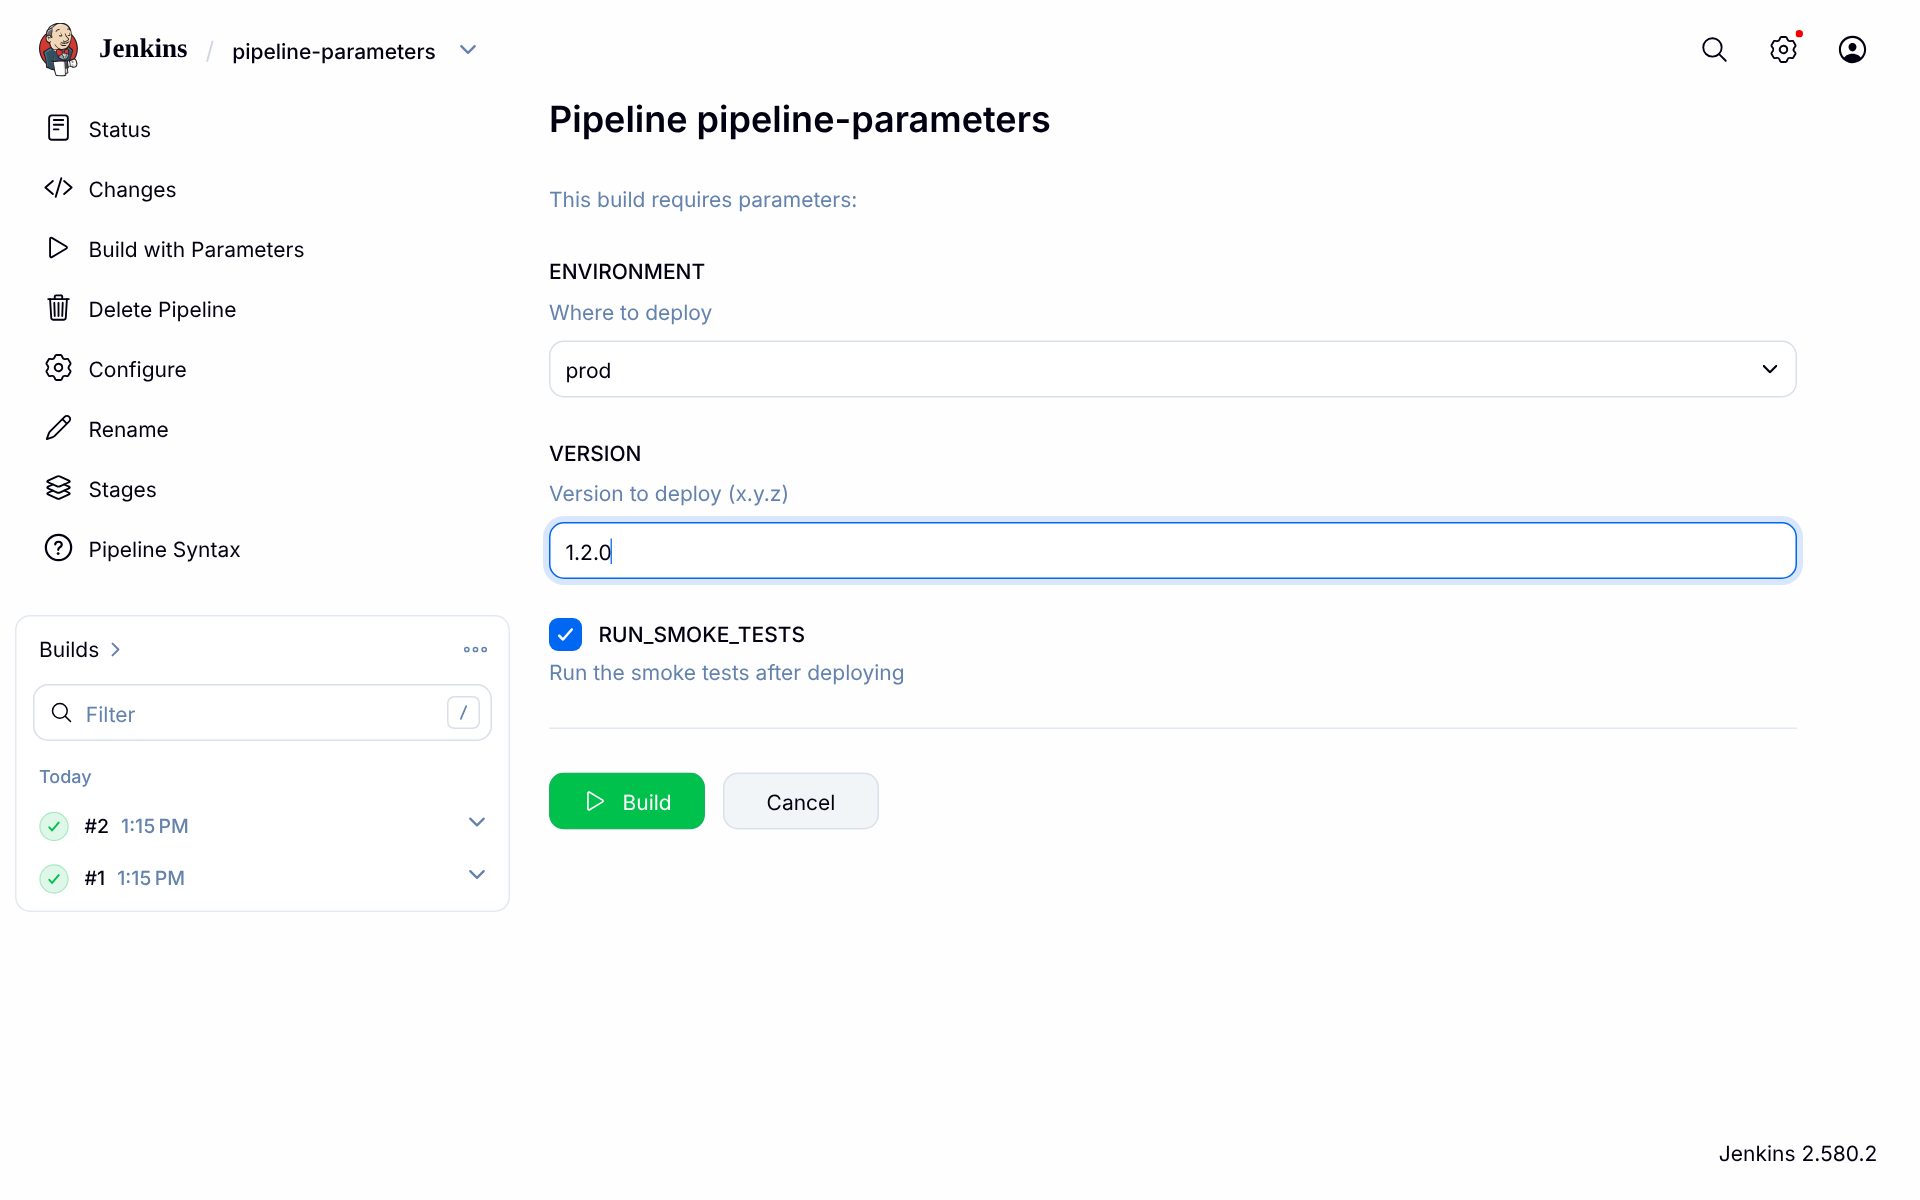 Jenkins / pipeline-parameters
Status
Changes
Build with Parameters
Delete Pipeline
Configure
Rename
Stages
Pipeline Syntax
Builds
Filter /
Today
#2 1:15 PM
#1 1:15 PM
Pipeline pipeline-parameters
This build requires parameters:
ENVIRONMENT
Where to deploy
prod
VERSION
Version to deploy (x.y.z)
1.2.0
RUN_SMOKE_TESTS
Run the smoke tests after deploying
Build Cancel
Jenkins 2.580.2